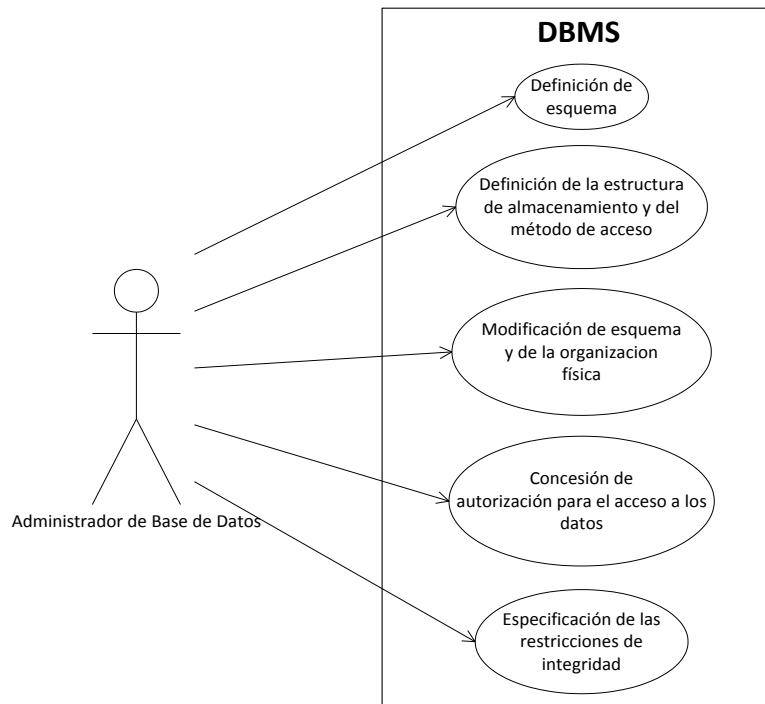 DBMS
Definición de
esquema
Definición de la estructura
de almacenamiento y del
método de acceso
Modificación de esquema
y de la organizacion
física
Concesión de
autorización para el acceso a los
datos
Administrador de Base de Datos
Especificación de las
restricciones de
integridad